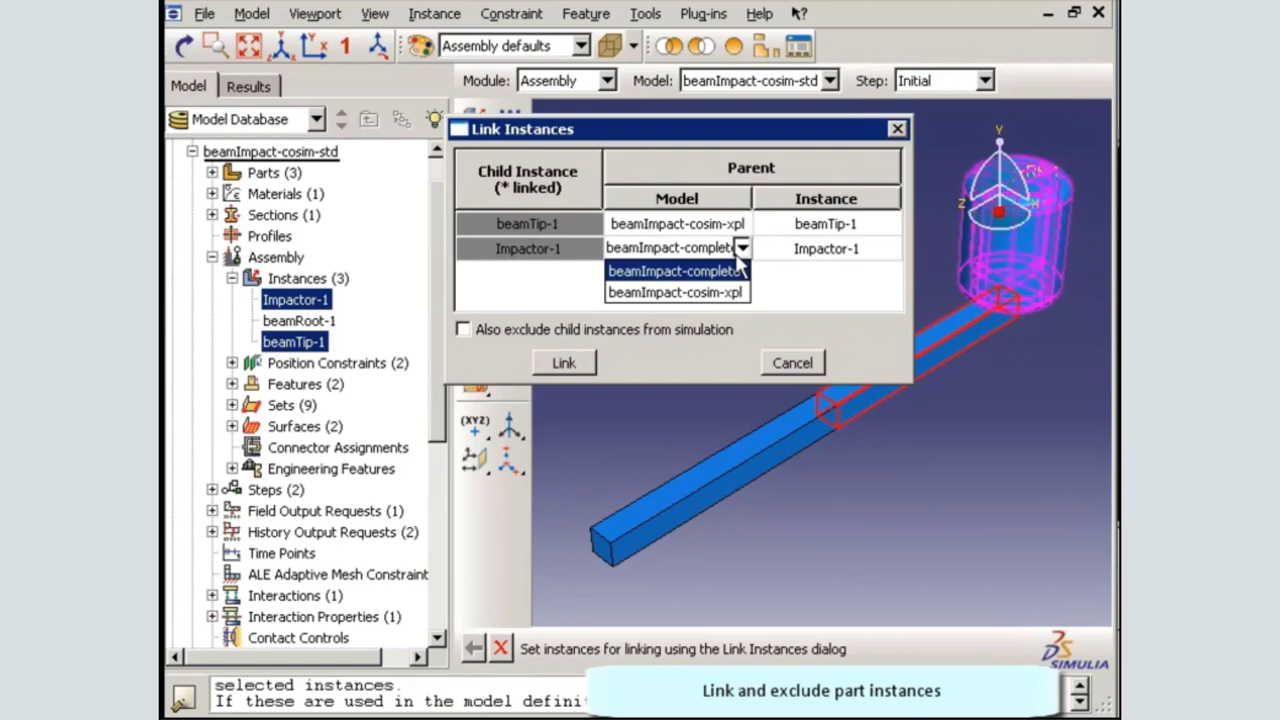 File Model Viewport View Instance Constraint Feature Tools Plug-ins Help
1 Assembly defaults
Model Results Module: Assembly Model: beamImpact-cosim-std Step: Initial
Model Database
beamImpact-cosim-std
Parts (3)
Materials (1)
Sections (1)
Profiles
Assembly
Instances (3)
Impactor-1
beamRoot-1
beamTip-1
Position Constraints (2)
Features (2)
Sets (9)
Surfaces (2)
Connector Assignments
Engineering Features
Steps (2)
Field Output Requests (1)
History Output Requests (2)
Time Points
ALE Adaptive Mesh Constraint
Interactions (1)
Interaction Properties (1)
Contact Controls
(XYZ)
Link Instances
Child Instance
(* linked)
Parent
Model Instance
beamTip-1 beamImpact-cosim-xpl beamTip-1
Impactor-1 beamImpact-complete Impactor-1
beamImpact-complete
beamImpact-cosim-xpl
Also exclude child instances from simulation
Link Cancel
Y
Z
Set instances for linking using the Link Instances dialog
SIMULIA
selected instances.
If these are used in the model defini
Link and exclude part instances